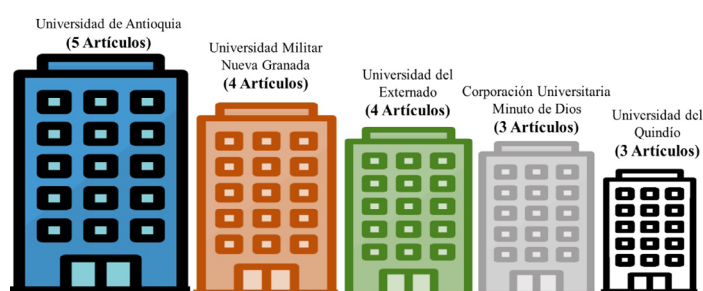 Universidad de Antioquia
(5 Artículos)
Universidad Militar
Nueva Granada
(4 Artículos)
Universidad del
Externado
(4 Artículos)
Corporación Universitaria
Minuto de Dios
(3 Artículos)
Universidad del
Quindío
(3 Artículos)